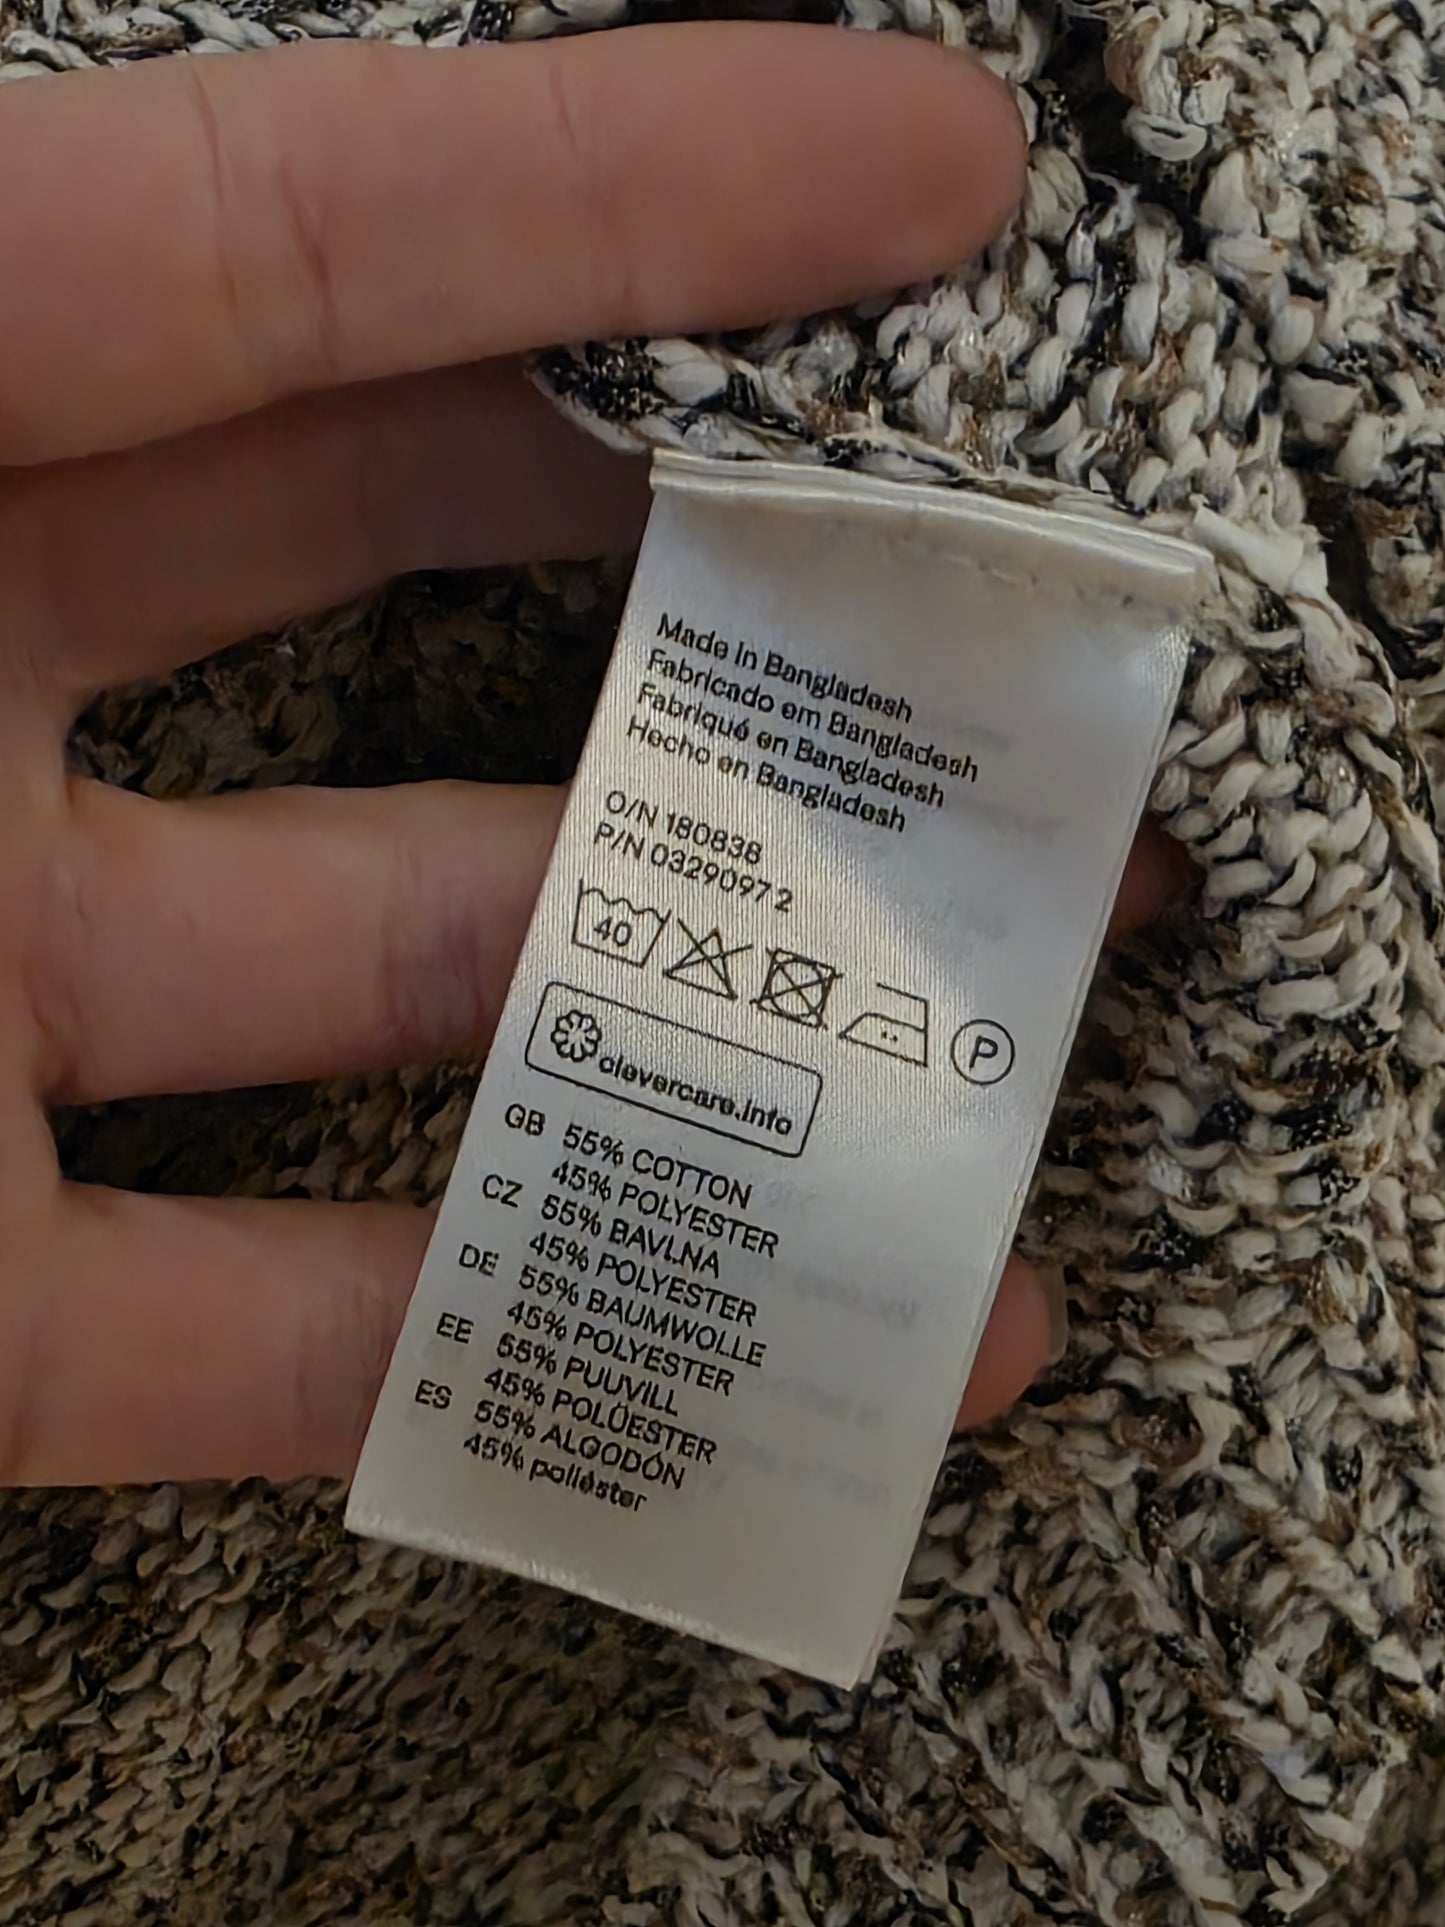 Made in Bangladesh
Fabricado em Bangladesh
Fabriqué en Bangladesh
Hecho en Bangladesh
O/N 180838
P/N 0329097 2
40
P
clevercare.info
GB 55% COTTON
45% POLYESTER
CZ 55% BAVLNA
45% POLYESTER
DE 55% BAUMWOLLE
45% POLYESTER
EE 55% PUUVILL
45% POLÜESTER
ES 55% ALGODÓN
45% poliéster